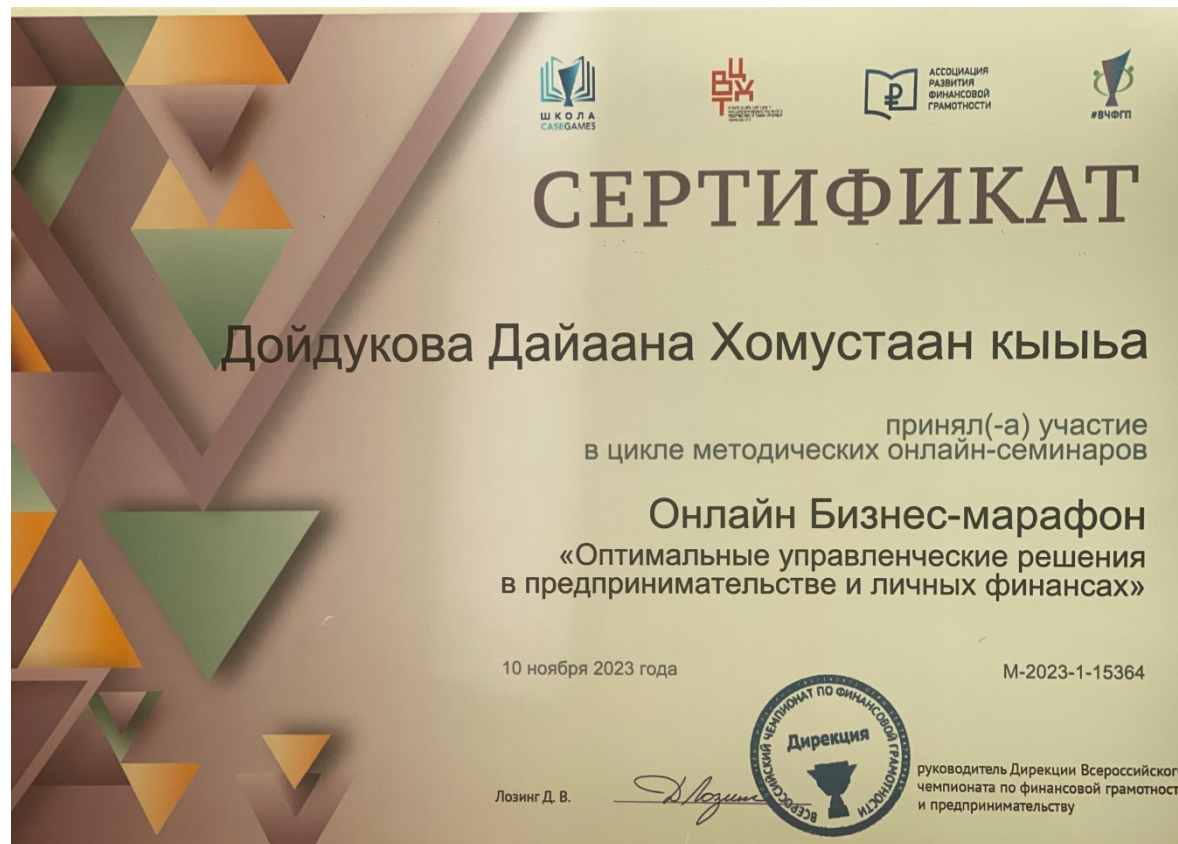 ШКОЛА
CASEGAMES
ВЦХТ
АССОЦИАЦИЯ
РАЗВИТИЯ
ФИНАНСОВОЙ
ГРАМОТНОСТИ
#ВЧФГП
СЕРТИФИКАТ
Дойдукова Дайаана Хомустаан кыыьа
принял(-а) участие
в цикле методических онлайн-семинаров
Онлайн Бизнес-марафон
«Оптимальные управленческие решения
в предпринимательстве и личных финансах»
10 ноября 2023 года
М-2023-1-15364
ВСЕРОССИЙСКИЙ ЧЕМПИОНАТ ПО ФИНАНСОВОЙ ГРАМОТНОСТИ
Дирекция
Лозинг Д. В.
руководитель Дирекции Всероссийского
чемпионата по финансовой грамотност
и предпринимательству